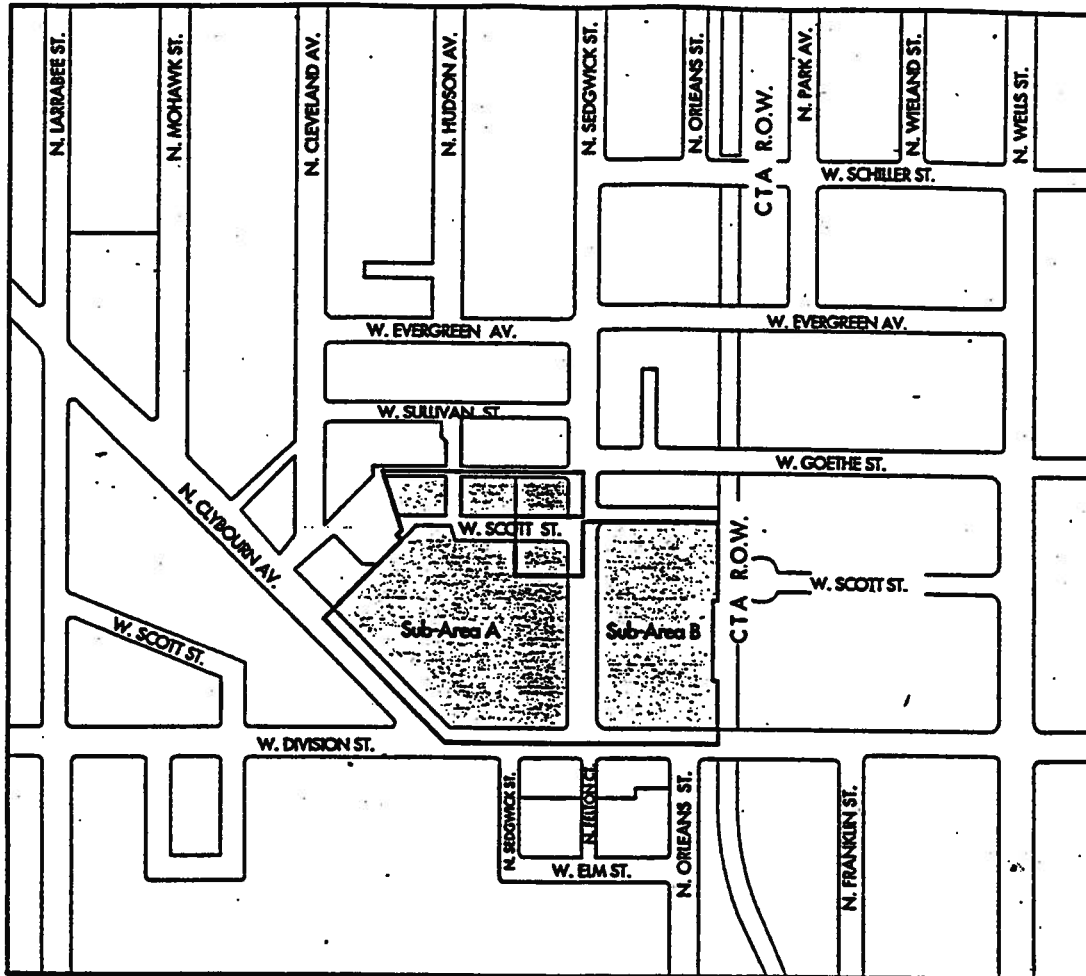 N. LARRABEE ST.
N. MOHAWK ST.
N. CLEVELAND AV.
N. HUDSON AV.
N. SEDGWICK ST.
N. ORLEANS ST.
CTA R.O.W.
N. PARK AV.
N. WIELAND ST.
N. WELLS ST.
W. SCHILLER ST.
W. EVERGREEN AV.
W. EVERGREEN AV.
W. SULLIVAN ST.
W. GOETHE ST.
N. CLYBOURN AV.
W. SCOTT ST.
CTA R.O.W.
W. SCOTT ST.
W. SCOTT ST.
Sub-Area A
Sub-Area B
W. DIVISION ST.
N. SEDGWICK ST.
N. FELTON CT.
N. ORLEANS ST.
N. FRANKLIN ST.
W. ELM ST.